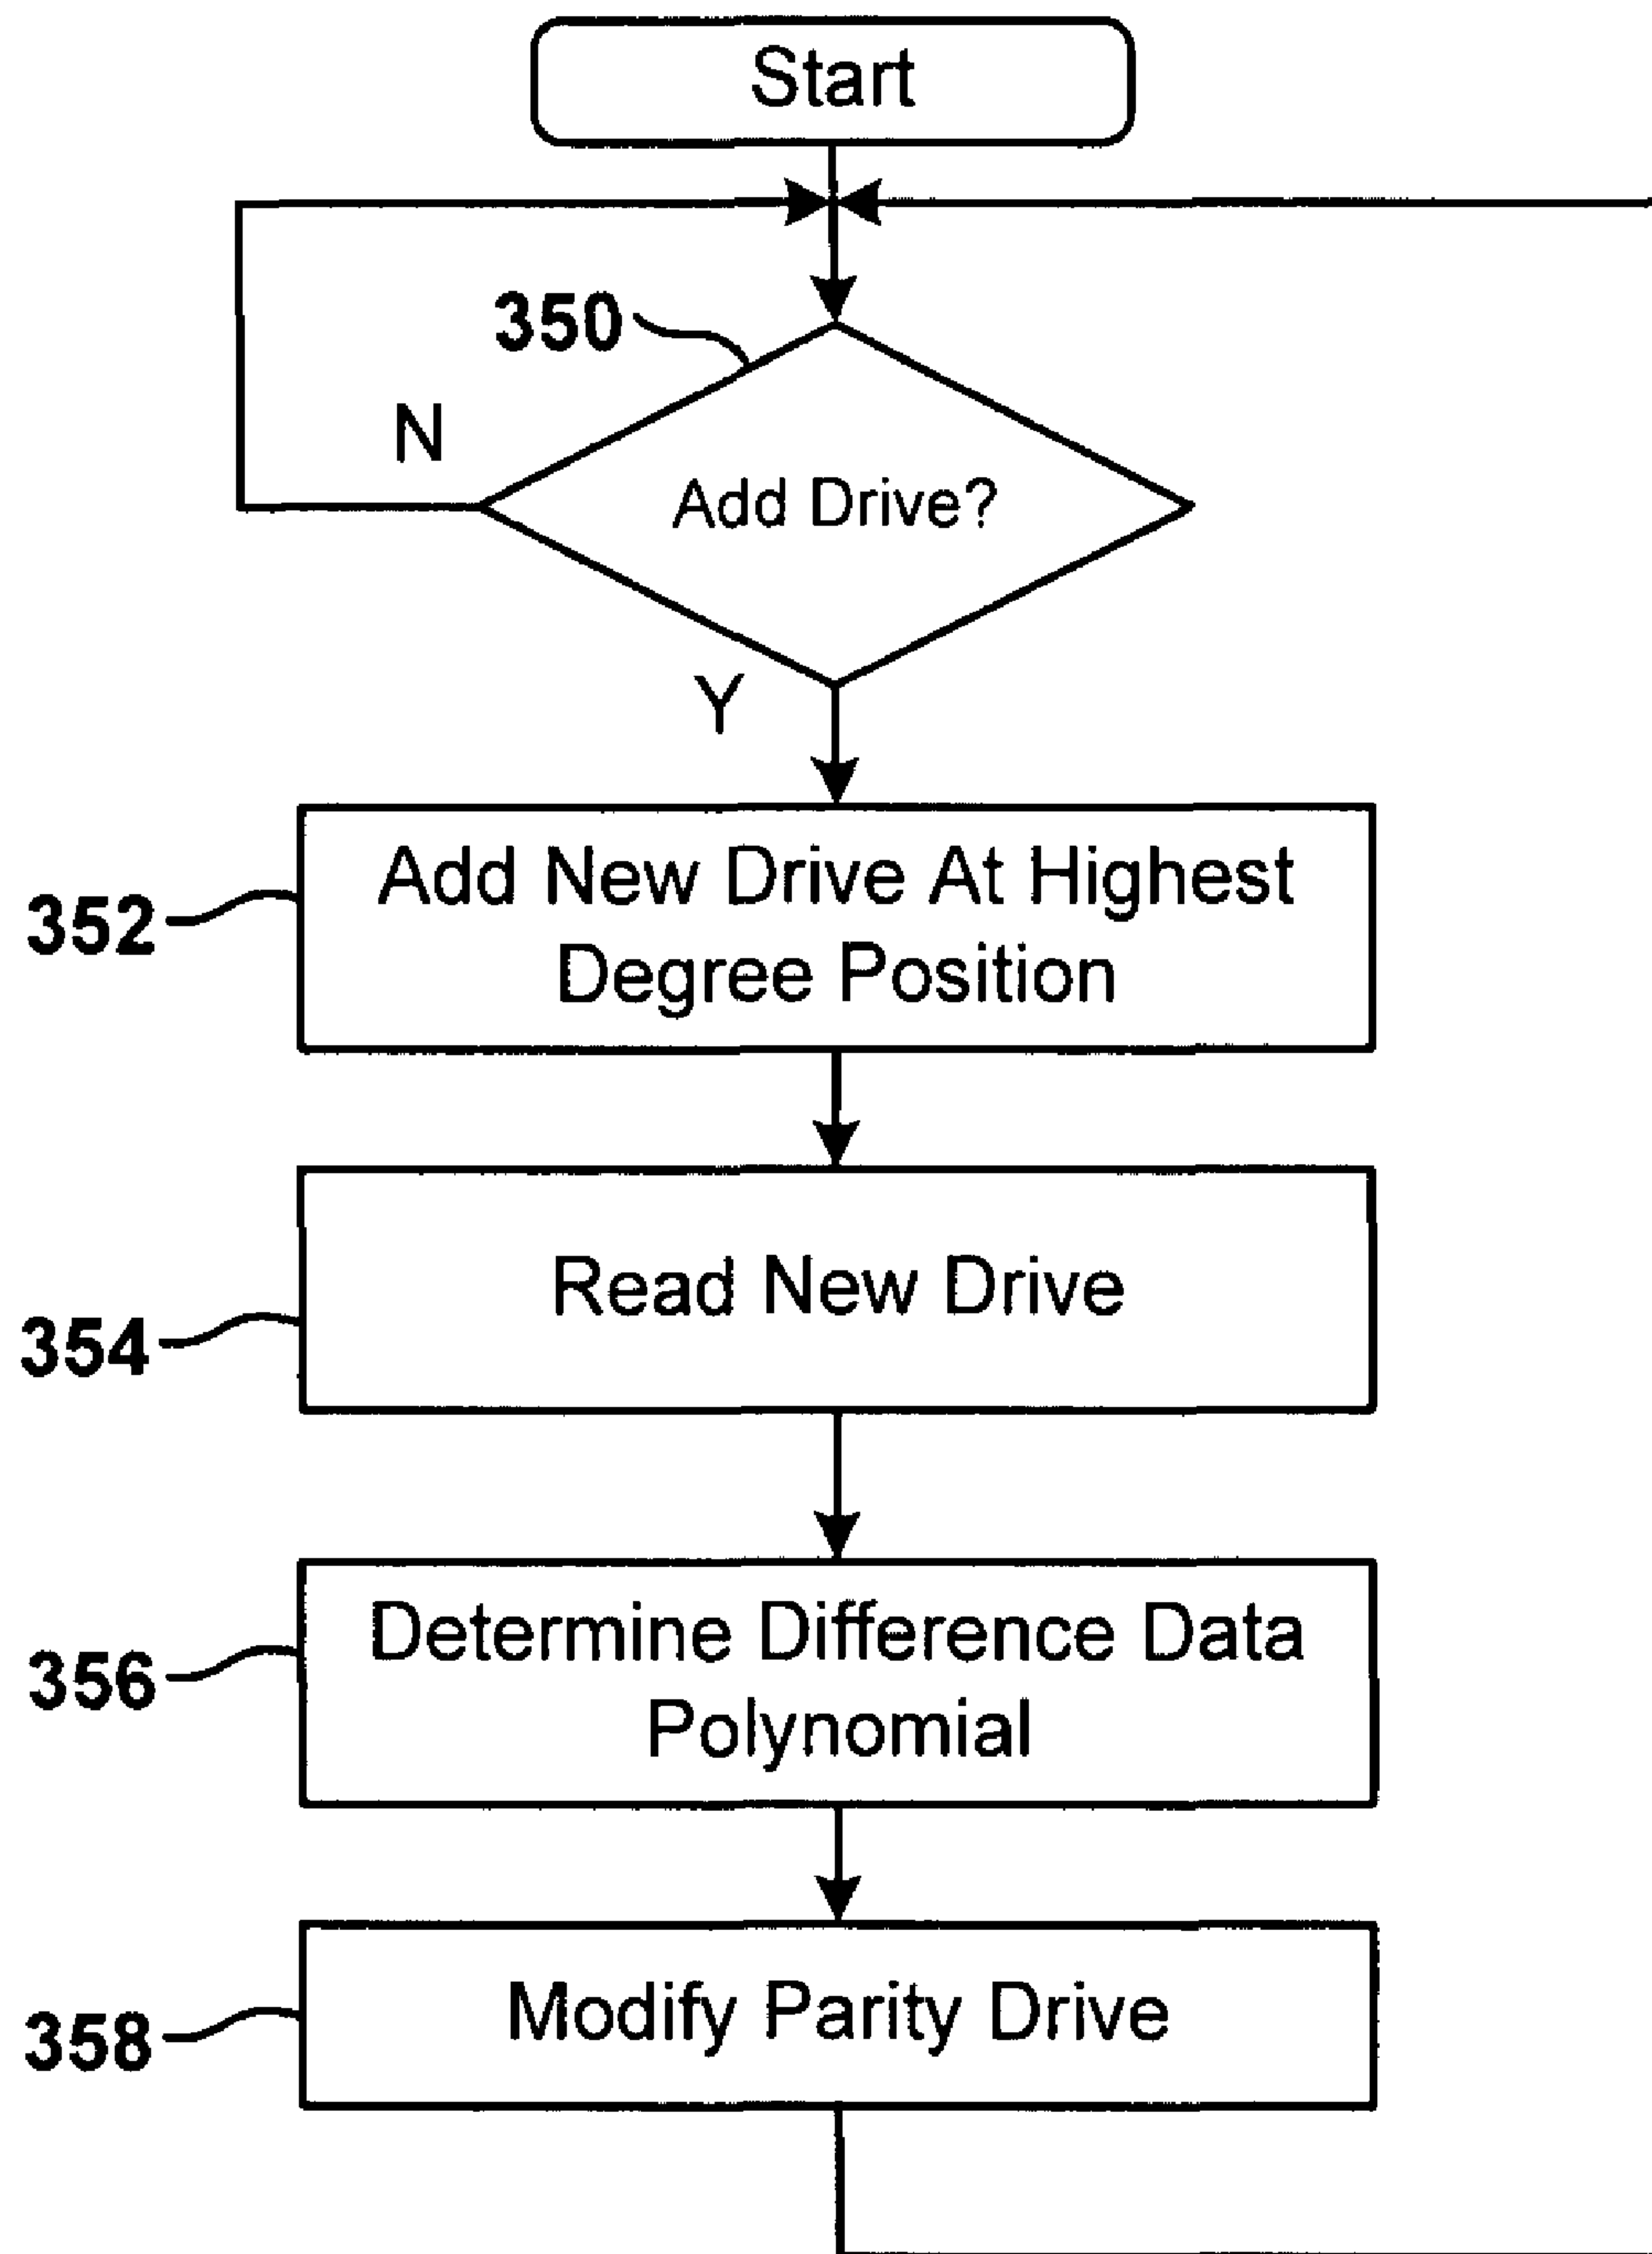 Start
350
N
Add Drive?
Y
Add New Drive At Highest
Degree Position
352
Read New Drive
354
Determine Difference Data
Polynomial
356
Modify Parity Drive
358